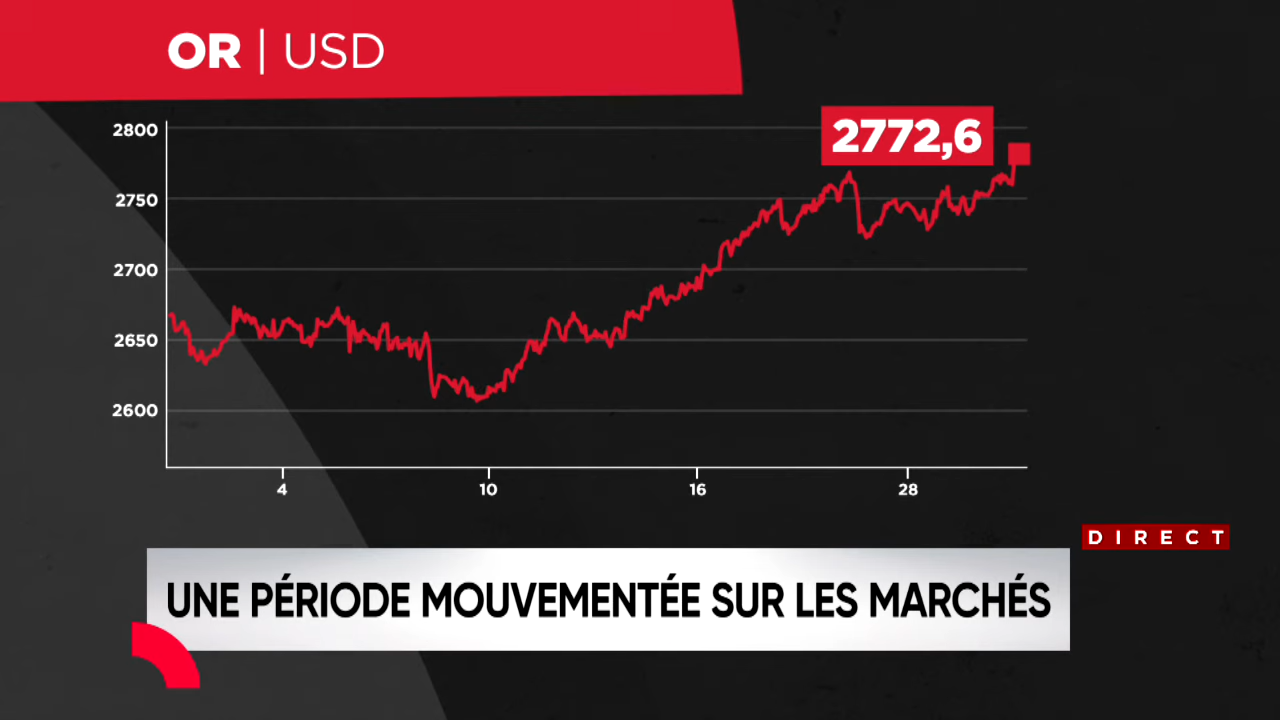 OR | USD
2772,6
2800
2750
2700
2650
2600
4 10 16 28
DIRECT
UNE PÉRIODE MOUVEMENTÉE SUR LES MARCHÉS